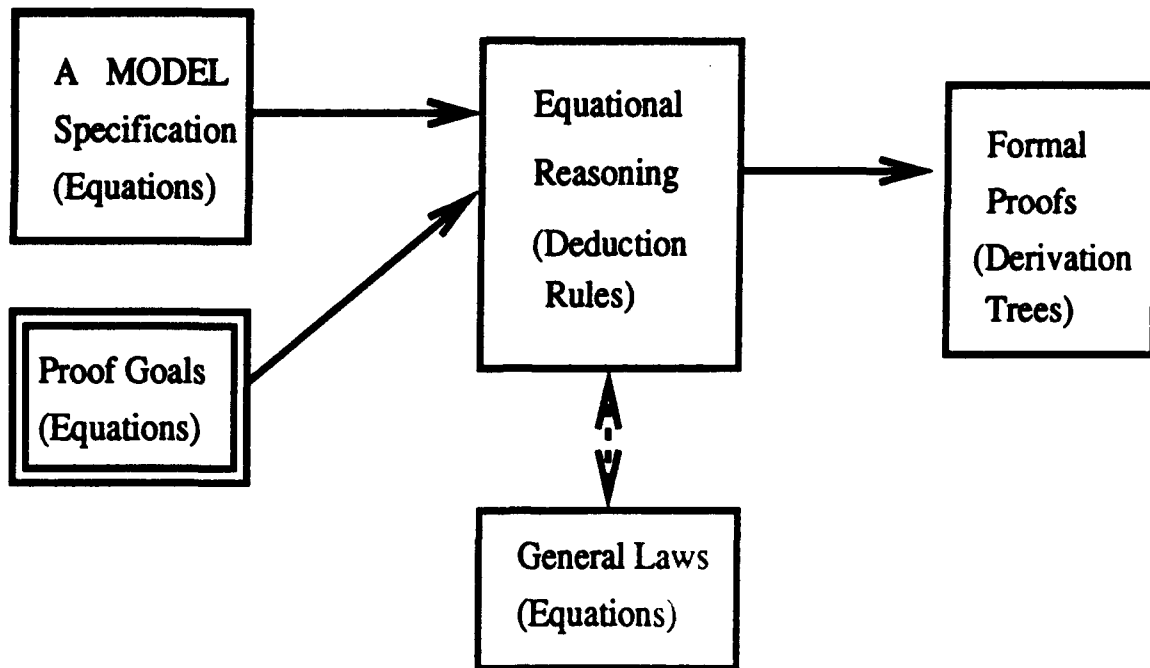 A MODEL
Specification
(Equations)
Proof Goals
(Equations)
Equational
Reasoning
(Deduction
Rules)
General Laws
(Equations)
Formal
Proofs
(Derivation
Trees)